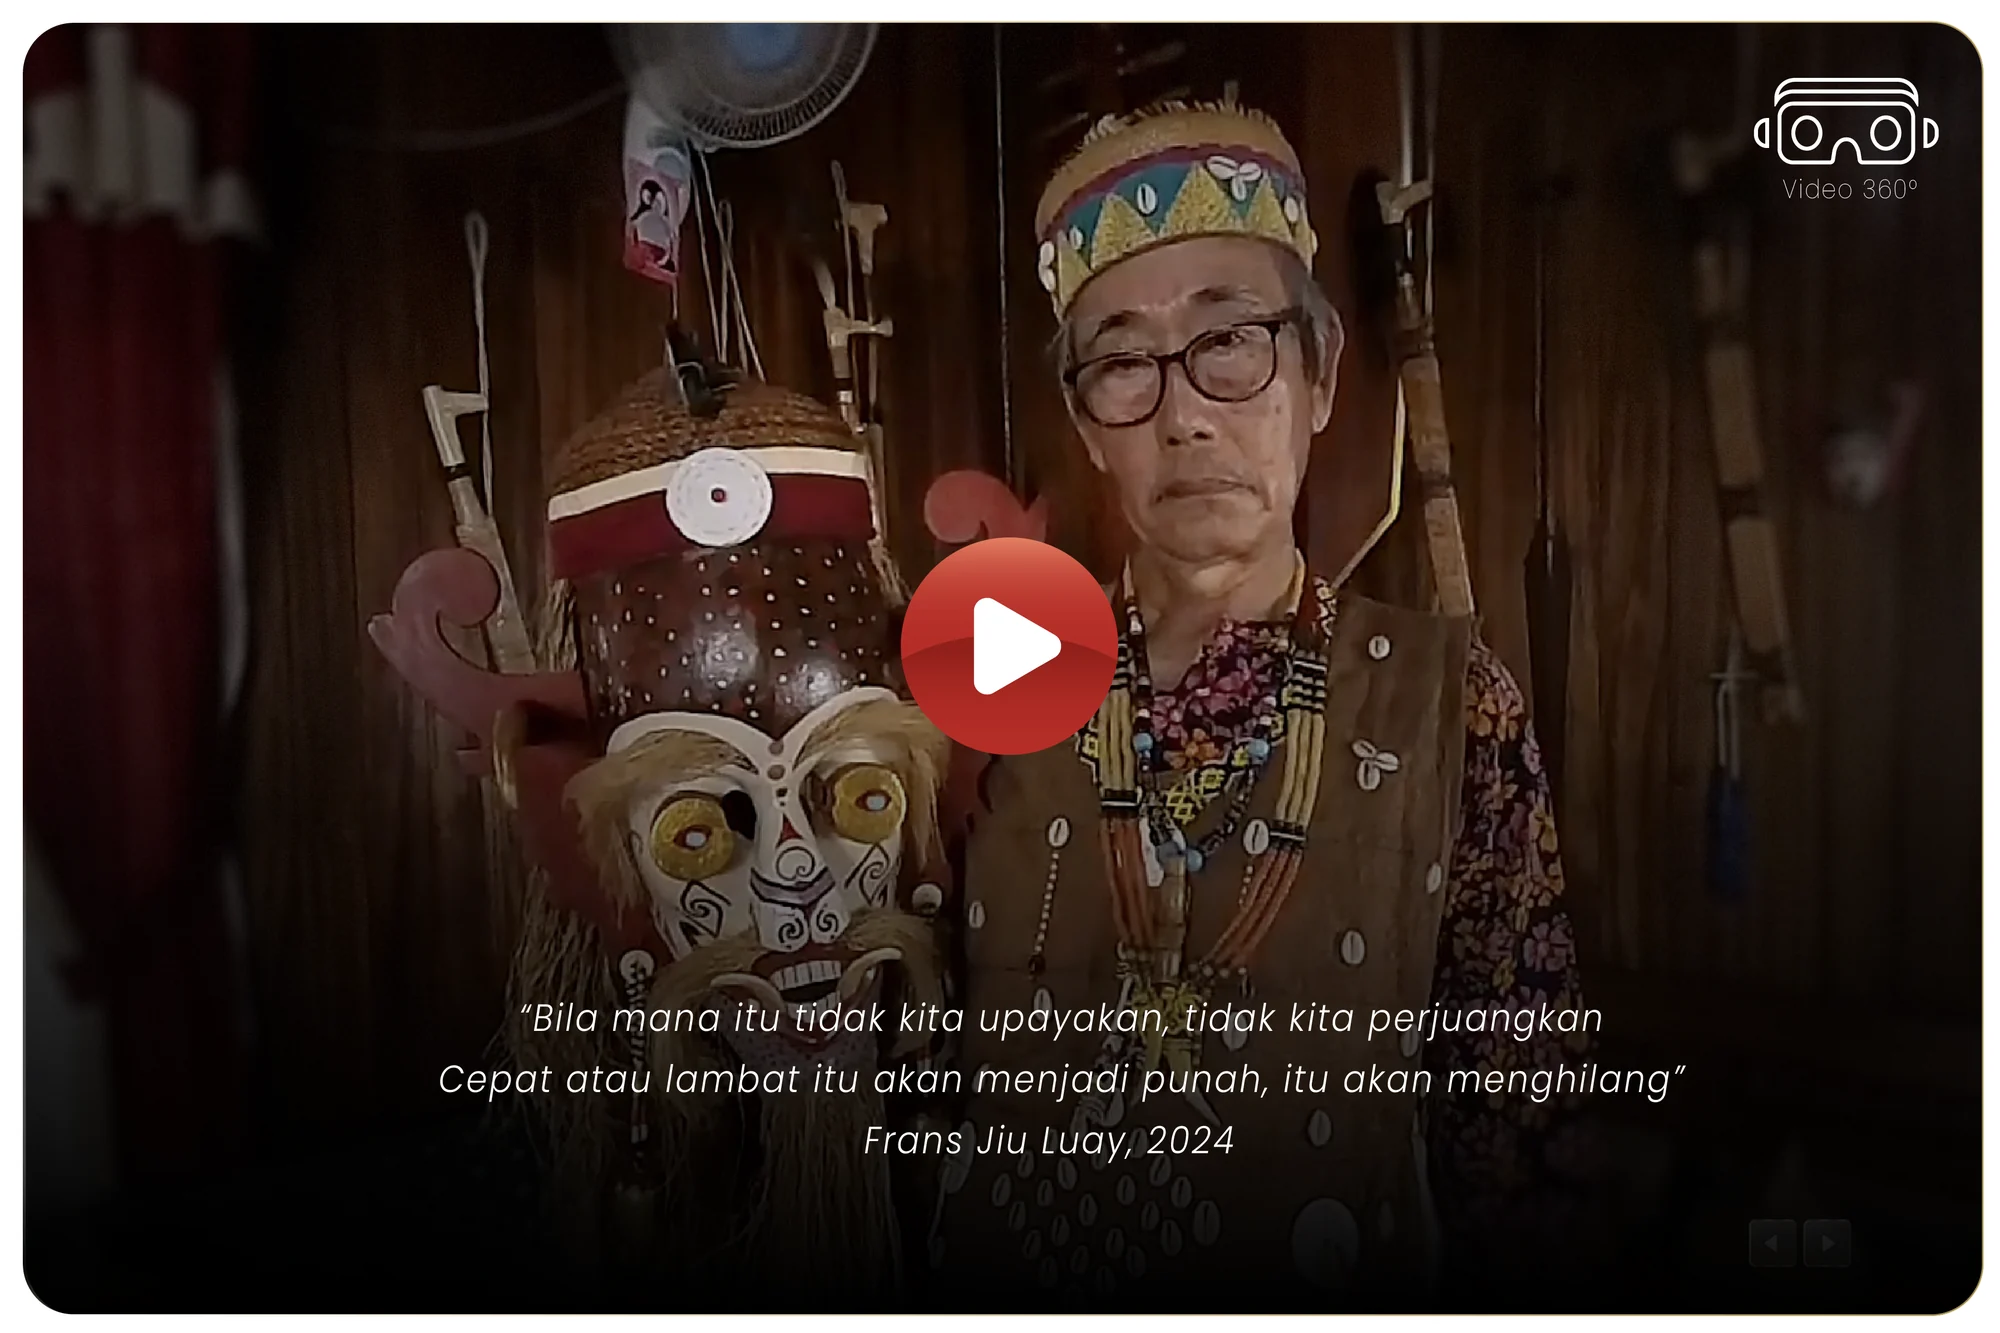 Video 360°
“Bila mana itu tidak kita upayakan, tidak kita perjuangkan
Cepat atau lambat itu akan menjadi punah, itu akan menghilang”
Frans Jiu Luay, 2024